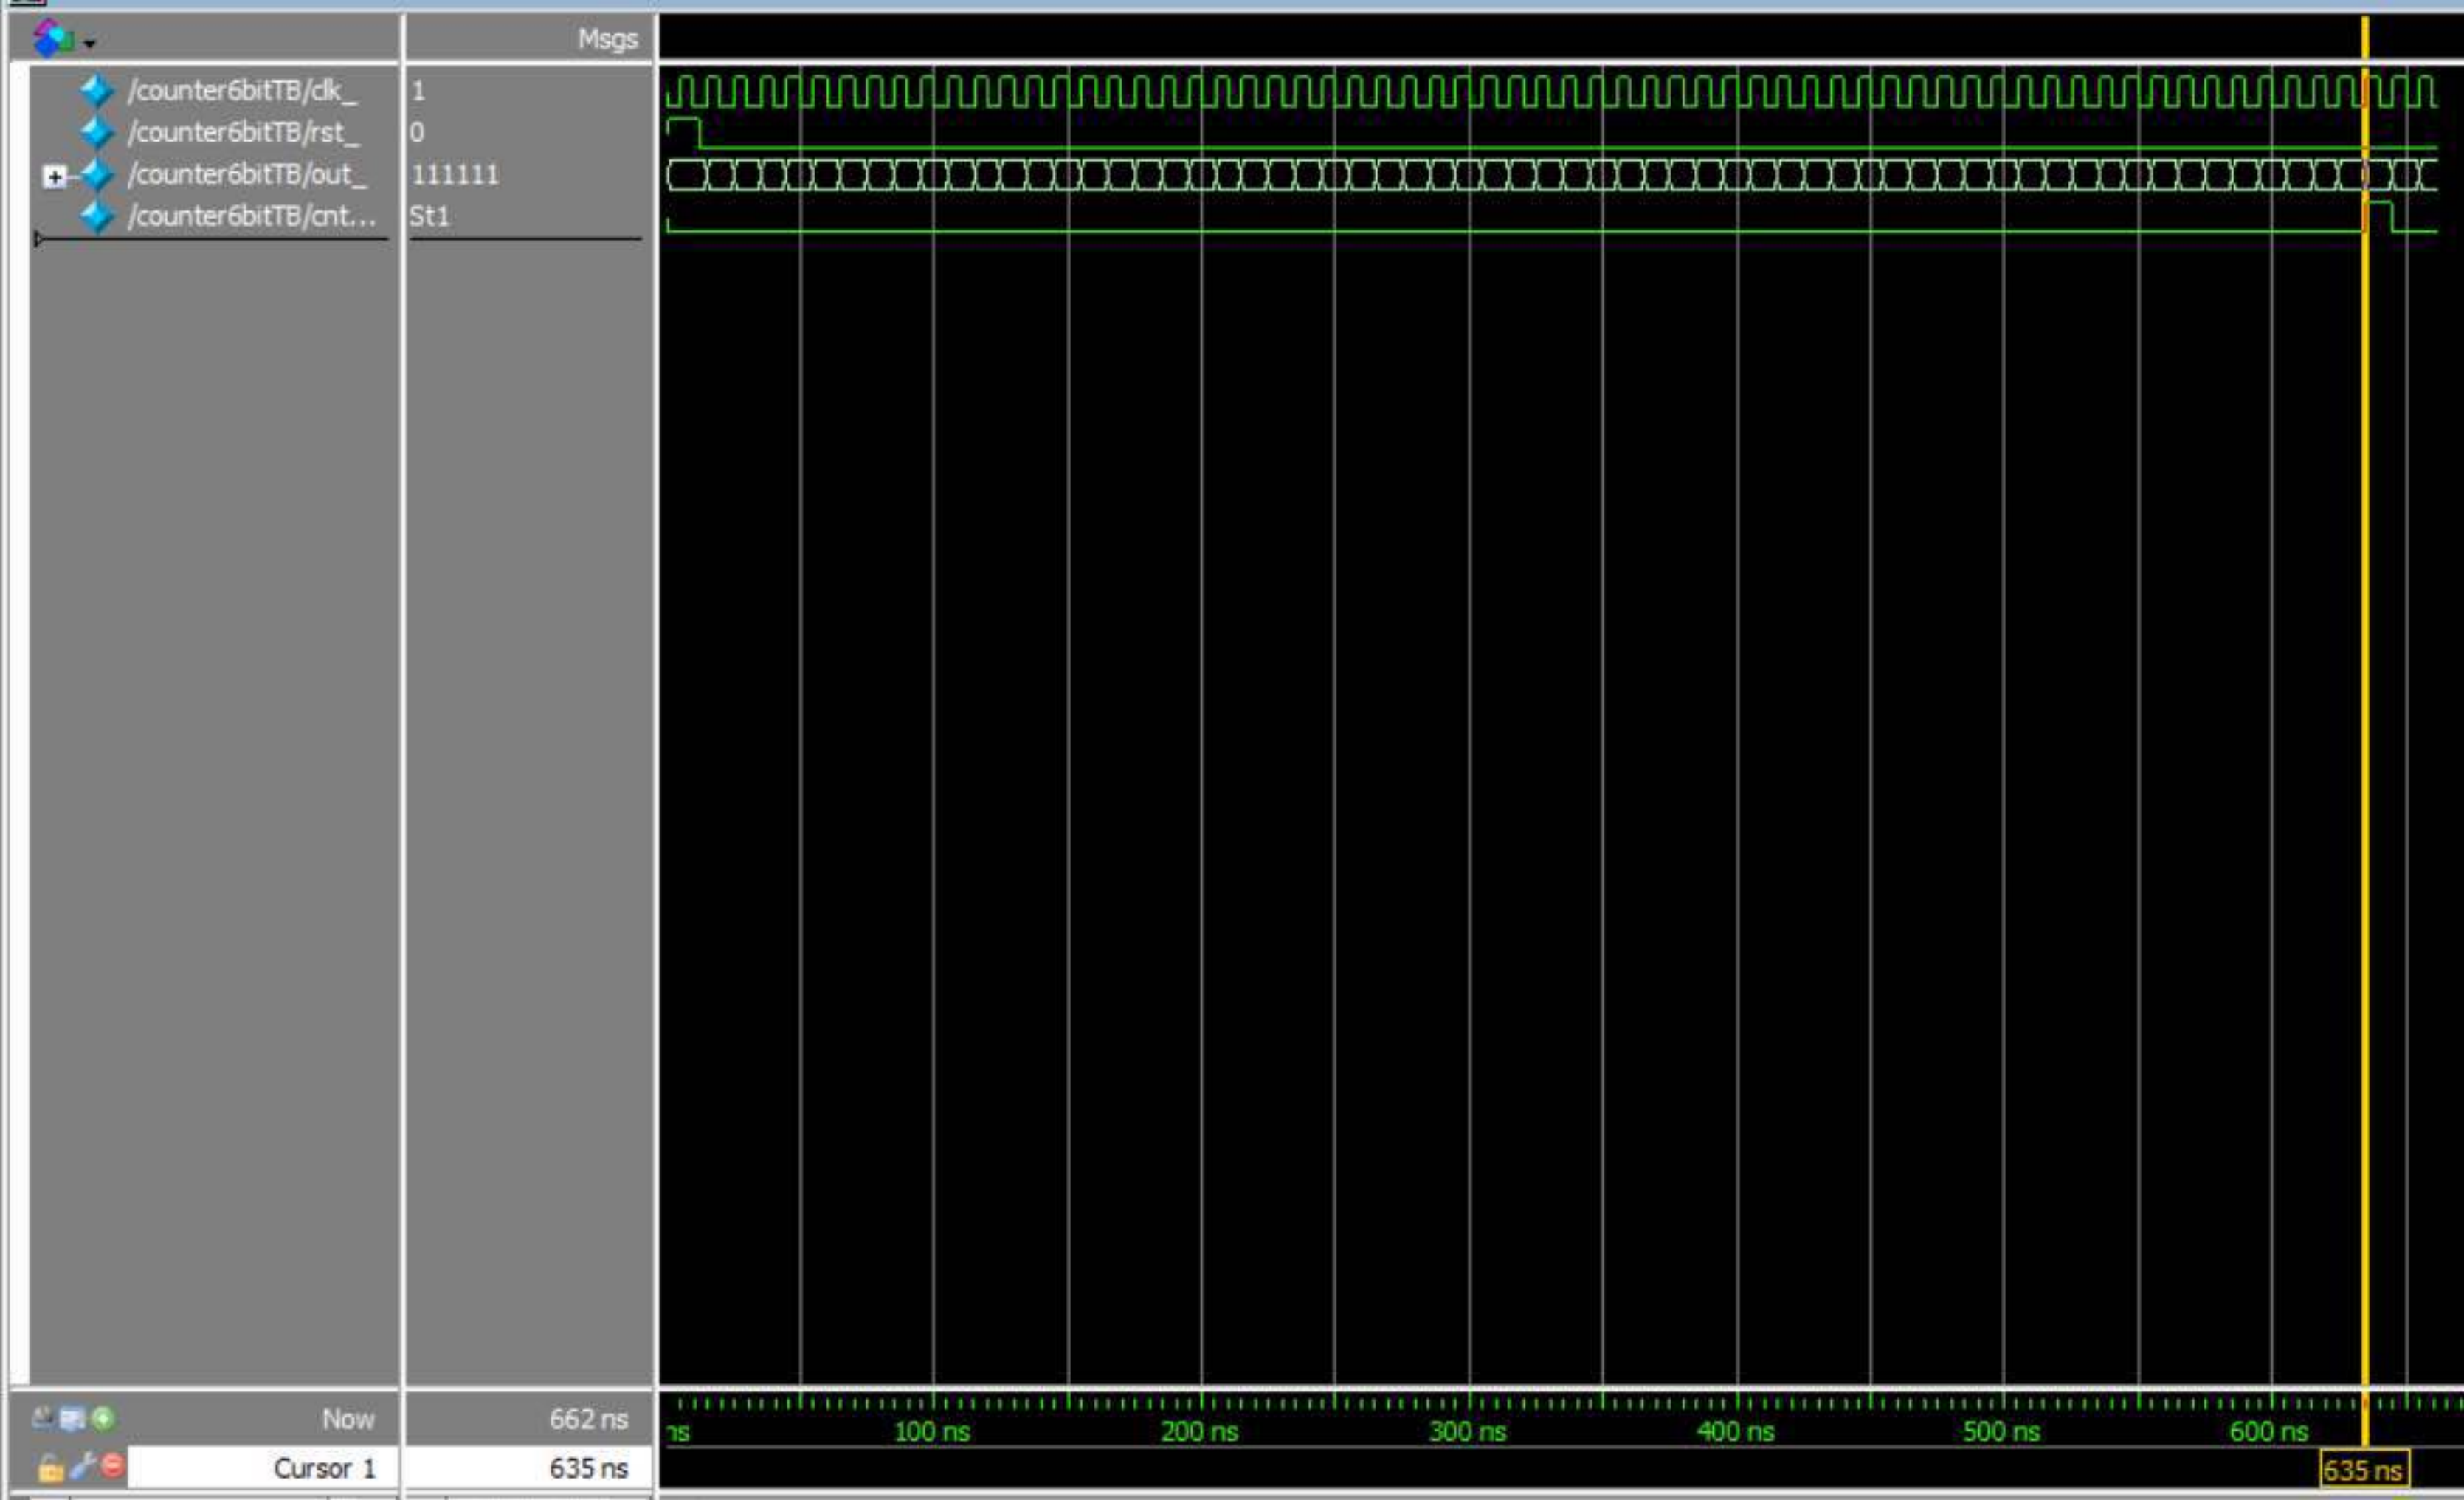 Msgs
/counter6bitTB/clk_ 1
/counter6bitTB/rst_ 0
/counter6bitTB/out_ 111111
/counter6bitTB/cnt... St1
Now 662 ns
ns 100 ns 200 ns 300 ns 400 ns 500 ns 600 ns
Cursor 1 635 ns
635 ns